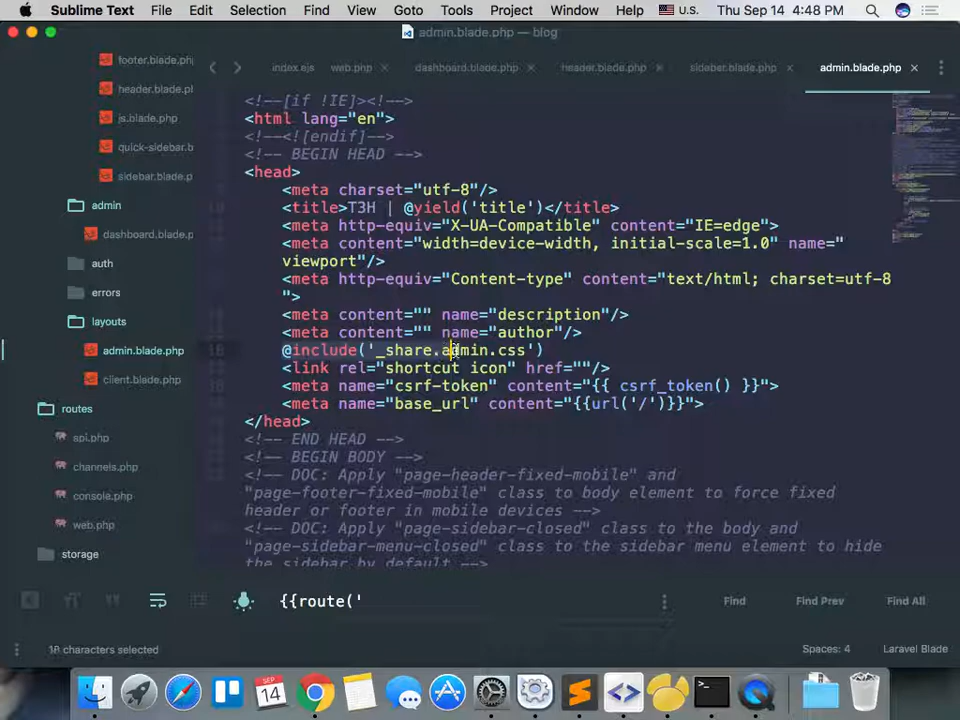 Sublime Text File Edit Selection Find View Goto Tools Project Window Help U.S. Thu Sep 14 4:48 PM
admin.blade.php — blog
index.ejs web.php dashboard.blade.php header.blade.php sidebar.blade.php admin.blade.php
footer.blade.ph
header.blade.p
js.blade.php
quick-sidebar.b
sidebar.blade.p
admin
dashboard.blade.p
auth
errors
layouts
admin.blade.php
client.blade.php
routes
spi.php
channels.php
console.php
web.php
storage
<!--[if !IE]><!-->
<html lang="en">
<!--<![endif]-->
<!-- BEGIN HEAD -->
<head>
<meta charset="utf-8"/>
<title>T3H | @yield('title')</title>
<meta http-equiv="X-UA-Compatible" content="IE=edge">
<meta content="width=device-width, initial-scale=1.0" name="
viewport"/>
<meta http-equiv="Content-type" content="text/html; charset=utf-8
">
<meta content="" name="description"/>
<meta content="" name="author"/>
@include('_share.admin.css')
<link rel="shortcut icon" href=""/>
<meta name="csrf-token" content="{{ csrf_token() }}">
<meta name="base_url" content="{{url('/')}}">
</head>
<!-- END HEAD -->
<!-- BEGIN BODY -->
<!-- DOC: Apply "page-header-fixed-mobile" and
"page-footer-fixed-mobile" class to body element to force fixed
header or footer in mobile devices -->
<!-- DOC: Apply "page-sidebar-closed" class to the body and
"page-sidebar-menu-closed" class to the sidebar menu element to hide
the sidebar by default -->
{{route('
Find Find Prev Find All
18 characters selected Spaces: 4 Laravel Blade
SEP
14